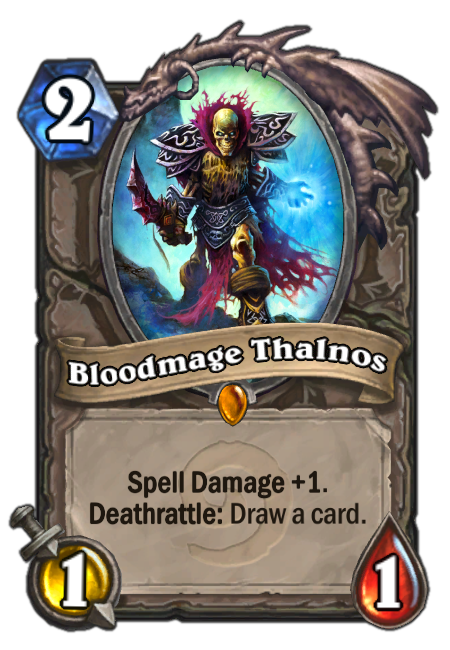 2
Bloodmage Thalnos
Spell Damage +1.
Deathrattle: Draw a card.
1
1